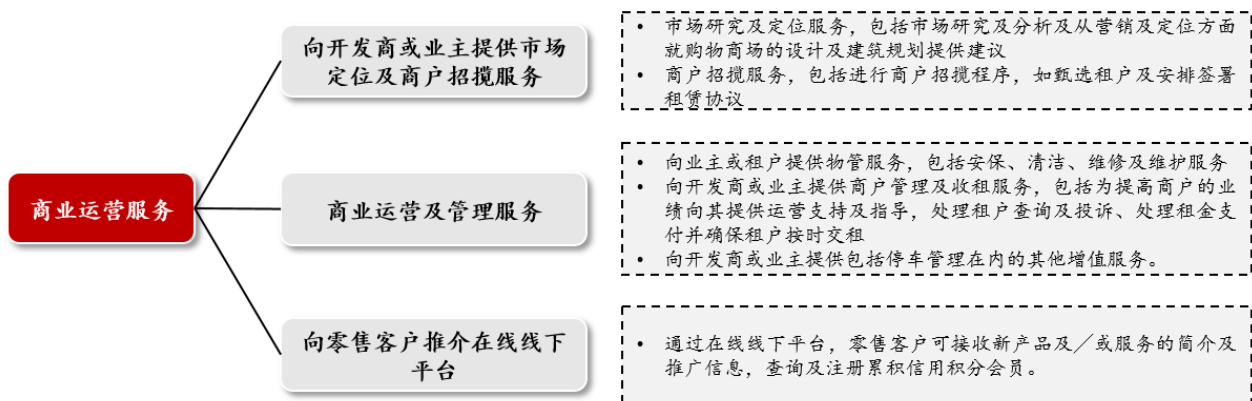 商业运营服务
向开发商或业主提供市场
定位及商户招揽服务
• 市场研究及定位服务，包括市场研究及分析及从营销及定位方面
就购物商场的设计及建筑规划提供建议
• 商户招揽服务，包括进行商户招揽程序，如甄选租户及安排签署
租赁协议
商业运营及管理服务
• 向业主或租户提供物管服务，包括安保、清洁、维修及维护服务
• 向开发商或业主提供商户管理及收租服务，包括为提高商户的业
绩向其提供运营支持及指导，处理租户查询及投诉、处理租金支
付并确保租户按时交租
• 向开发商或业主提供包括停车管理在内的其他增值服务。
向零售客户推介在线线下
平台
• 通过在线线下平台，零售客户可接收新产品及／或服务的简介及
推广信息，查询及注册累积信用积分会员。